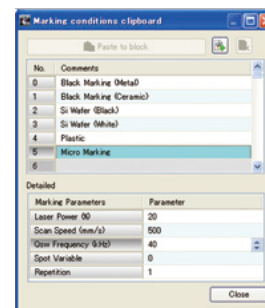 Marking conditions clipboard
Paste to block.
No. Comments
0 Black Marking (Metal)
1 Black Marking (Ceramic)
2 Si Wafer (Black)
3 Si Wafer (White)
4 Plastic
5 Micro Marking
6
Detailed
Marking Parameters Parameter
Laser Power (%) 20
Scan Speed (mm/s) 500
Qsw Frequency (kHz) 40
Spot Variable 0
Repetition 1
Close